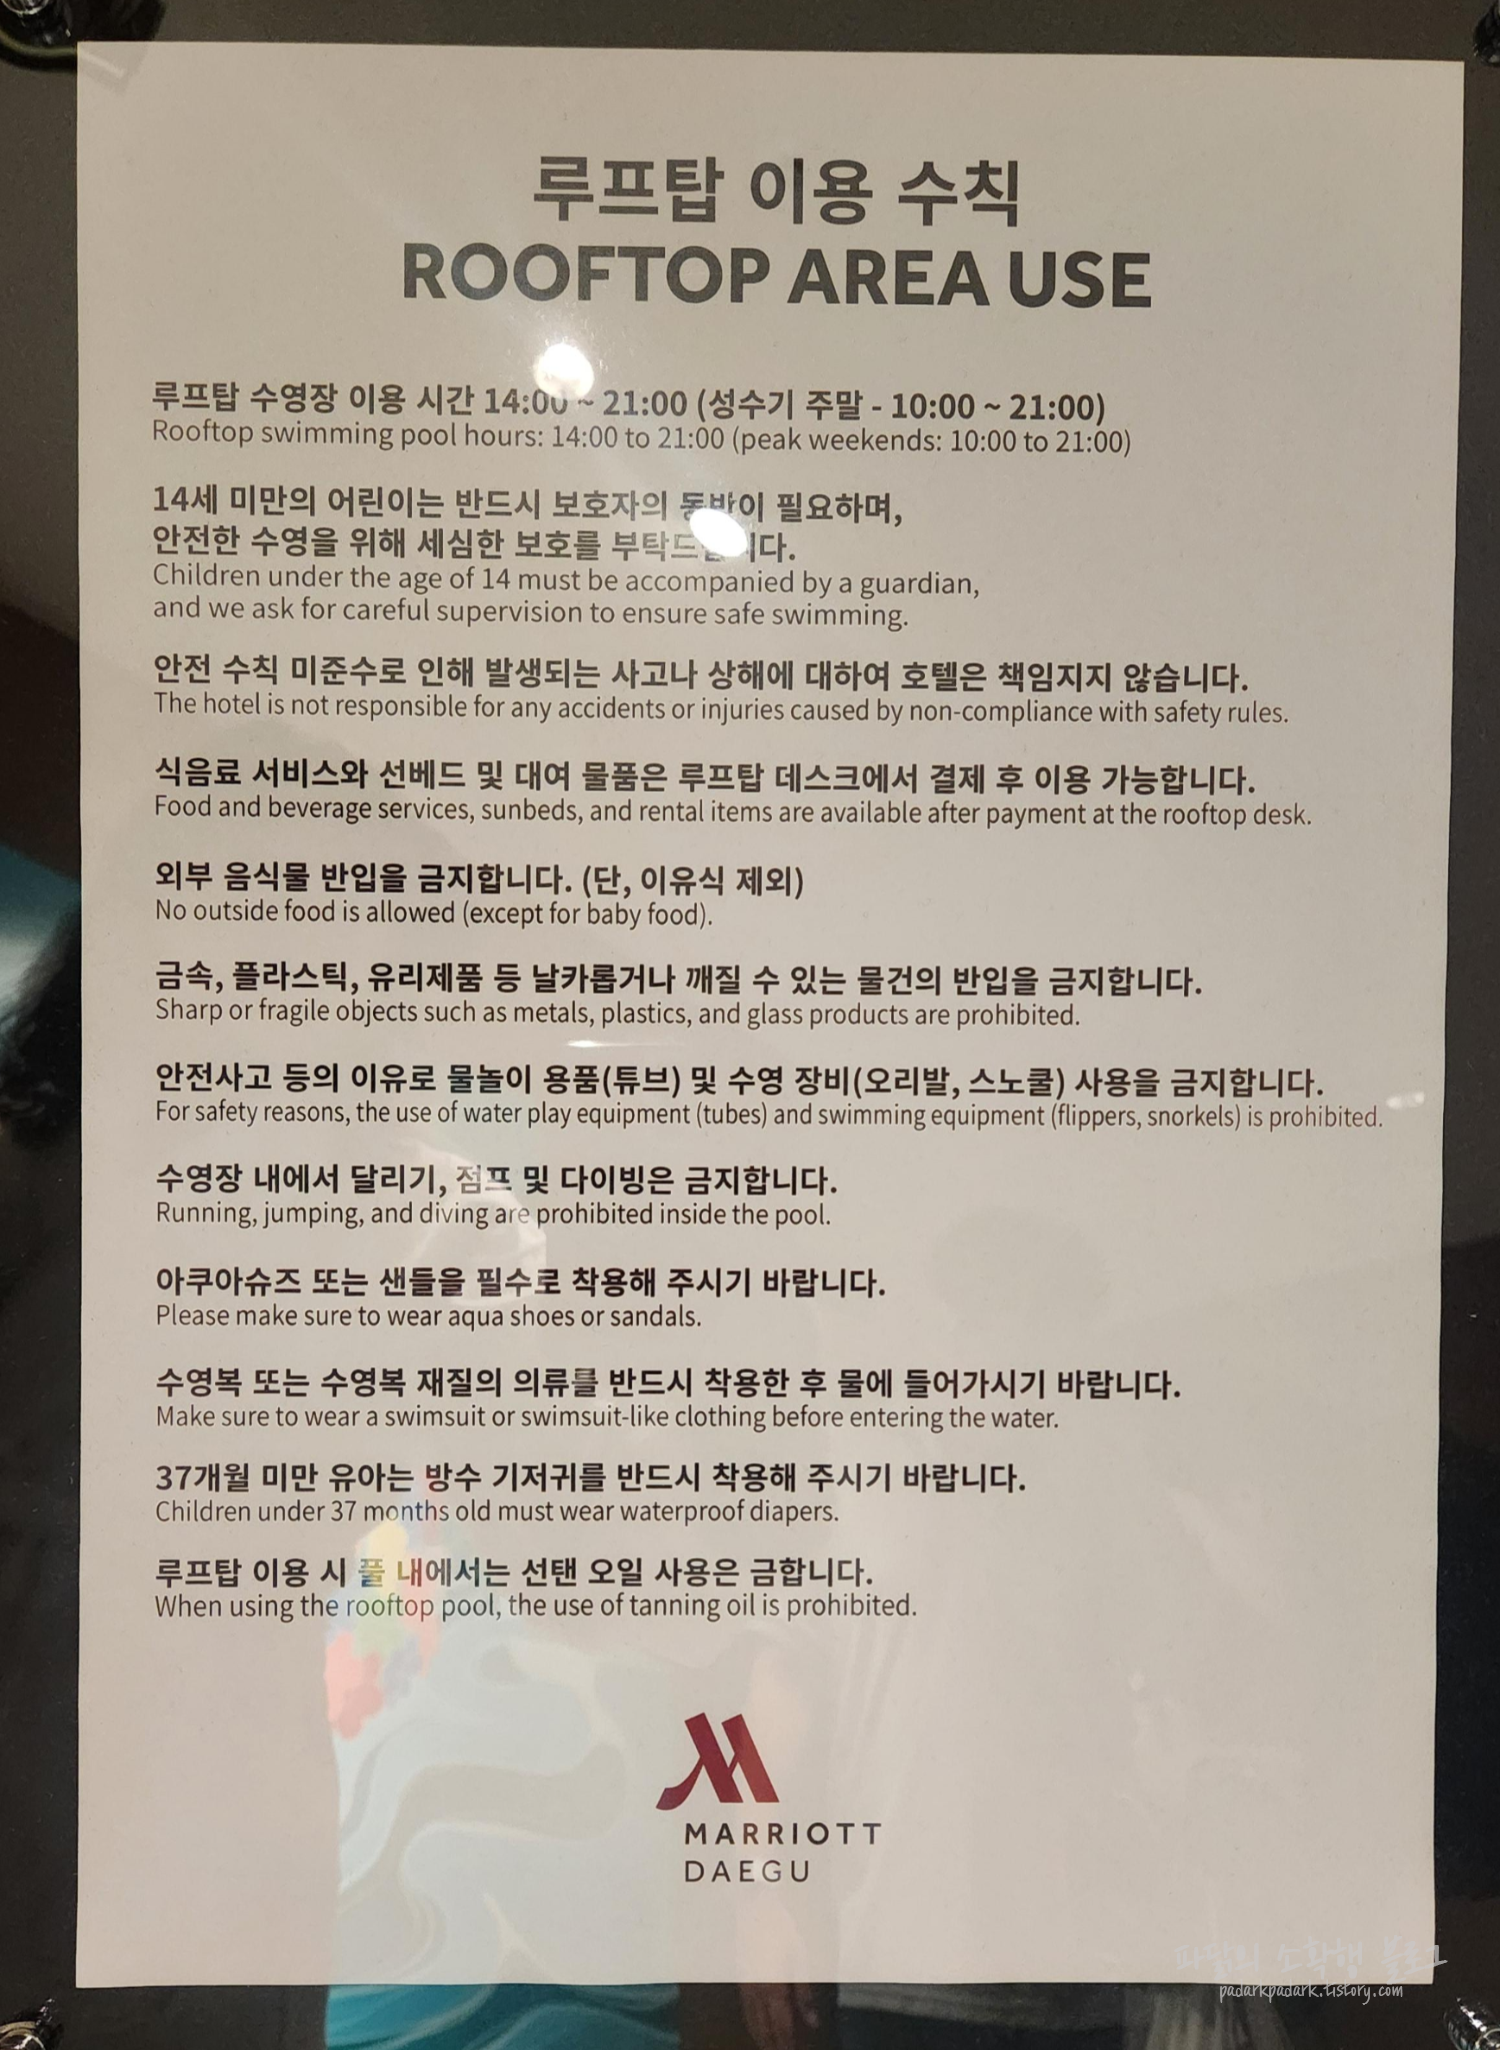 루프탑 이용 수칙
ROOFTOP AREA USE
루프탑 수영장 이용 시간 14:00 ~ 21:00 (성수기 주말 - 10:00 ~ 21:00)
Rooftop swimming pool hours: 14:00 to 21:00 (peak weekends: 10:00 to 21:00)
14세 미만의 어린이는 반드시 보호자의 동반이 필요하며,
안전한 수영을 위해 세심한 보호를 부탁드립니다.
Children under the age of 14 must be accompanied by a guardian,
and we ask for careful supervision to ensure safe swimming.
안전 수칙 미준수로 인해 발생되는 사고나 상해에 대하여 호텔은 책임지지 않습니다.
The hotel is not responsible for any accidents or injuries caused by non-compliance with safety rules.
식음료 서비스와 선베드 및 대여 물품은 루프탑 데스크에서 결제 후 이용 가능합니다.
Food and beverage services, sunbeds, and rental items are available after payment at the rooftop desk.
외부 음식물 반입을 금지합니다. (단, 이유식 제외)
No outside food is allowed (except for baby food).
금속, 플라스틱, 유리제품 등 날카롭거나 깨질 수 있는 물건의 반입을 금지합니다.
Sharp or fragile objects such as metals, plastics, and glass products are prohibited.
안전사고 등의 이유로 물놀이 용품(튜브) 및 수영 장비(오리발, 스노쿨) 사용을 금지합니다.
For safety reasons, the use of water play equipment (tubes) and swimming equipment (flippers, snorkels) is prohibited.
수영장 내에서 달리기, 점프 및 다이빙은 금지합니다.
Running, jumping, and diving are prohibited inside the pool.
아쿠아슈즈 또는 샌들을 필수로 착용해 주시기 바랍니다.
Please make sure to wear aqua shoes or sandals.
수영복 또는 수영복 재질의 의류를 반드시 착용한 후 물에 들어가시기 바랍니다.
Make sure to wear a swimsuit or swimsuit-like clothing before entering the water.
37개월 미만 유아는 방수 기저귀를 반드시 착용해 주시기 바랍니다.
Children under 37 months old must wear waterproof diapers.
루프탑 이용 시 풀 내에서는 선탠 오일 사용은 금합니다.
When using the rooftop pool, the use of tanning oil is prohibited.
MARRIOTT
DAEGU
파닭의 소확행 블로그
padarkpadark.tistory.com